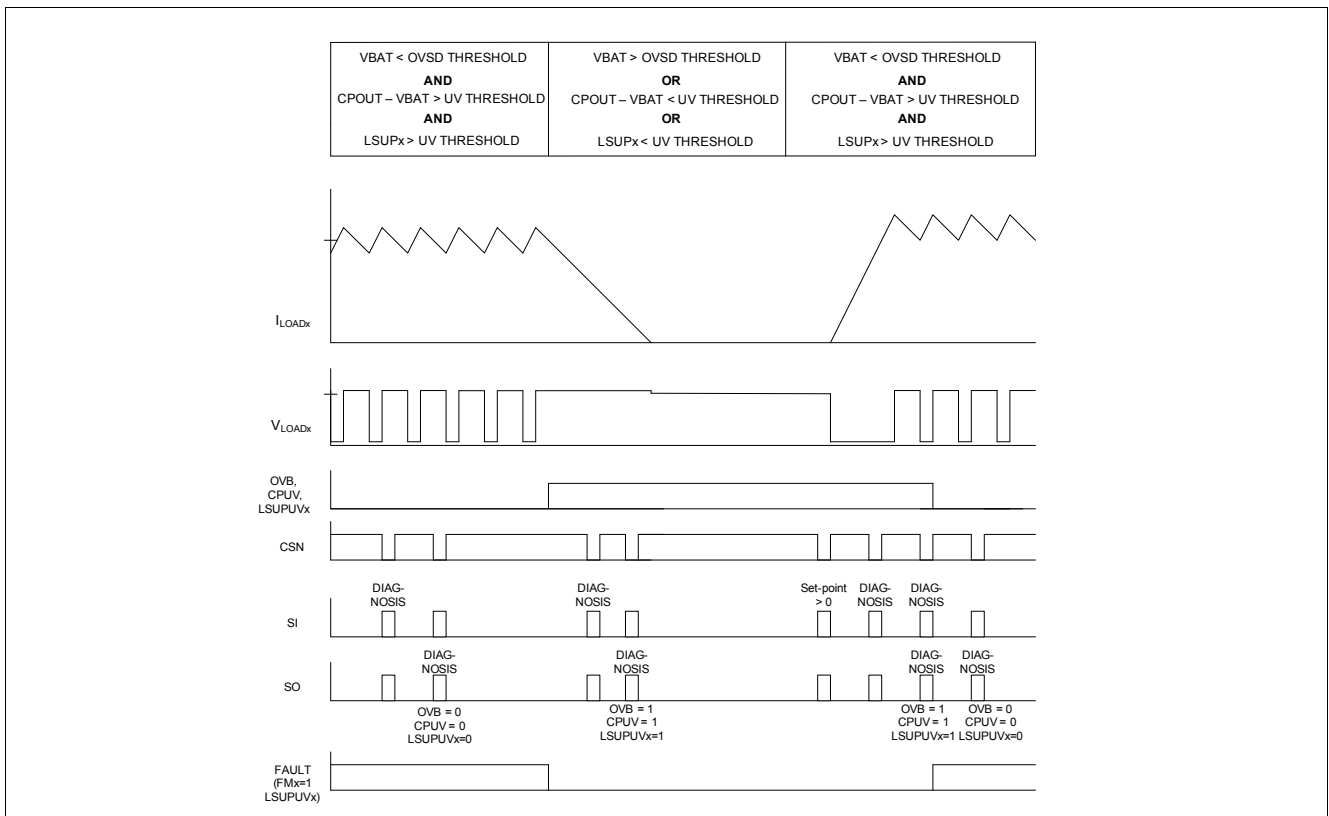 VBAT < OVSD THRESHOLD
AND
CPOUT – VBAT > UV THRESHOLD
AND
LSUPx > UV THRESHOLD
VBAT > OVSD THRESHOLD
OR
CPOUT – VBAT < UV THRESHOLD
OR
LSUPx < UV THRESHOLD
VBAT < OVSD THRESHOLD
AND
CPOUT – VBAT > UV THRESHOLD
AND
LSUPx > UV THRESHOLD
ILOADx
VLOADx
OVB,
CPUV,
LSUPUVx
CSN
DIAG-
NOSIS
DIAG-
NOSIS
Set-point
> 0
DIAG-
NOSIS
DIAG-
NOSIS
SI
DIAG-
NOSIS
DIAG-
NOSIS
DIAG-
NOSIS
DIAG-
NOSIS
SO
OVB = 0
CPUV = 0
LSUPUVx=0
OVB = 1
CPUV = 1
LSUPUVx=1
OVB = 1
CPUV = 1
LSUPUVx=1
OVB = 0
CPUV = 0
LSUPUVx=0
FAULT
(FMx=1
LSUPUVx)